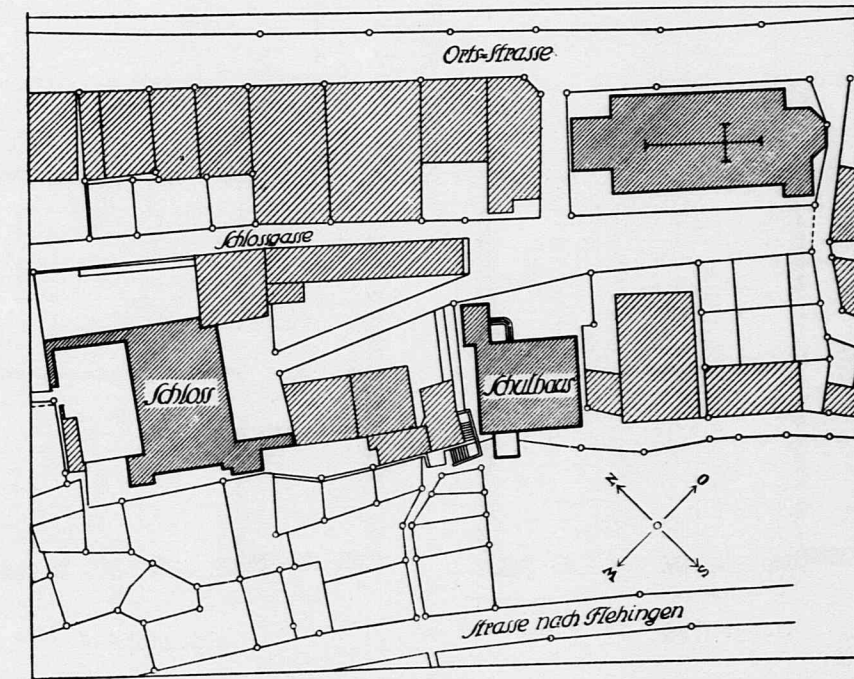 Orts=Strasse
Schlossgasse
Schloss
Schulhaus
N
O
W
S
Strasse nach Flehingen